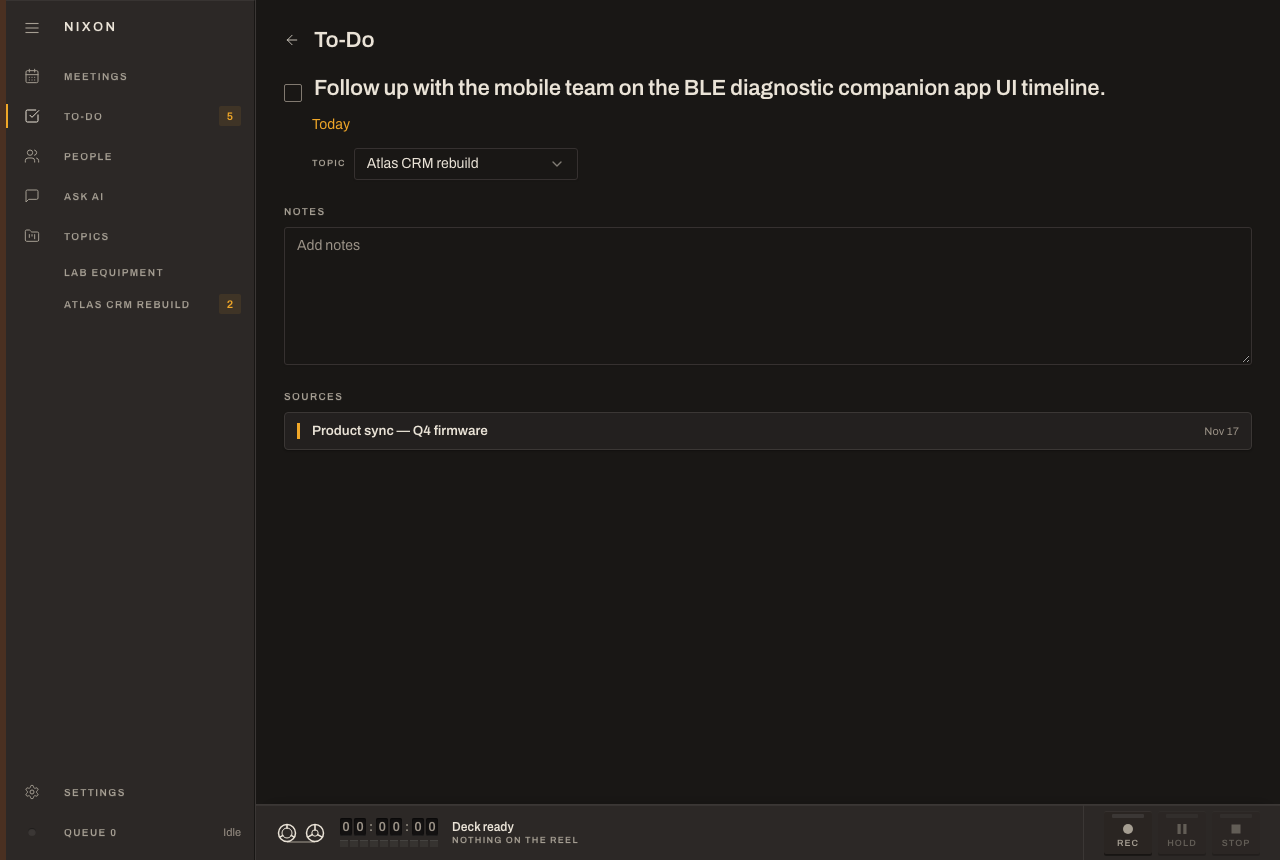 NIXON
MEETINGS
TO-DO 5
PEOPLE
ASK AI
TOPICS
LAB EQUIPMENT
ATLAS CRM REBUILD 2
SETTINGS
QUEUE 0 Idle
To-Do
Follow up with the mobile team on the BLE diagnostic companion app UI timeline.
Today
TOPIC Atlas CRM rebuild
NOTES
Add notes
SOURCES
Product sync — Q4 firmware Nov 17
00:00:00
Deck ready
NOTHING ON THE REEL
REC HOLD STOP